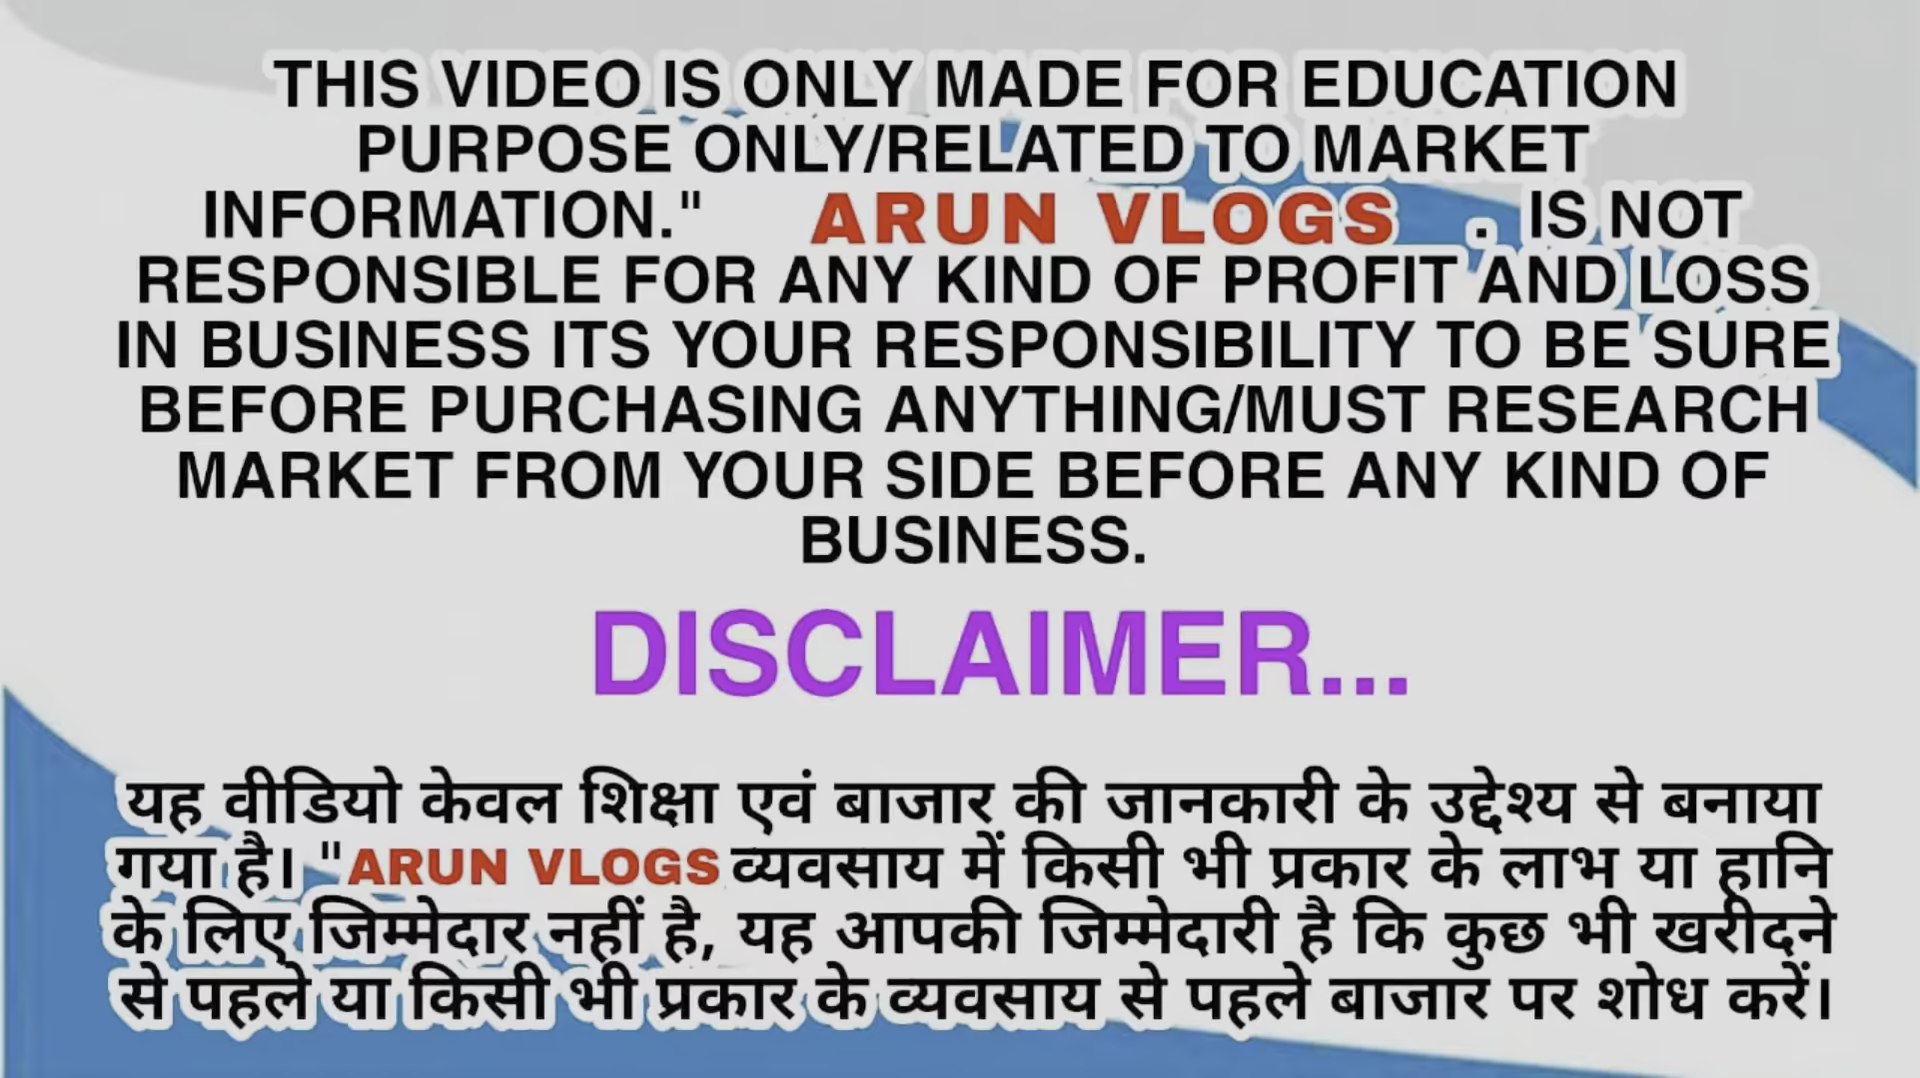 THIS VIDEO IS ONLY MADE FOR EDUCATION
PURPOSE ONLY/RELATED TO MARKET
INFORMATION." ARUN VLOGS . IS NOT
RESPONSIBLE FOR ANY KIND OF PROFIT AND LOSS
IN BUSINESS ITS YOUR RESPONSIBILITY TO BE SURE
BEFORE PURCHASING ANYTHING/MUST RESEARCH
MARKET FROM YOUR SIDE BEFORE ANY KIND OF
BUSINESS.
DISCLAIMER...
यह वीडियो केवल शिक्षा एवं बाजार की जानकारी के उद्देश्य से बनाया
गया है। "ARUN VLOGS व्यवसाय में किसी भी प्रकार के लाभ या हानि
के लिए जिम्मेदार नहीं है, यह आपकी जिम्मेदारी है कि कुछ भी खरीदने
से पहले या किसी भी प्रकार के व्यवसाय से पहले बाजार पर शोध करें।